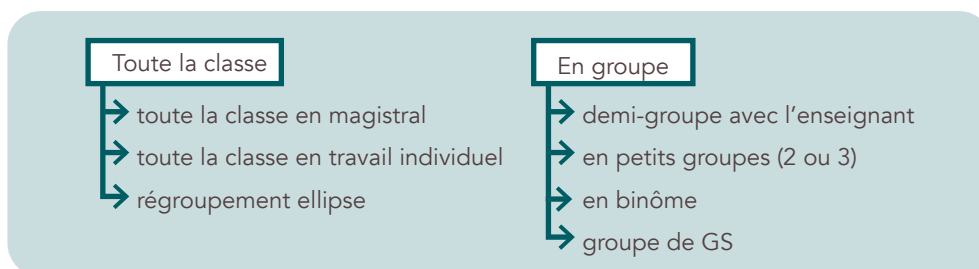 Toute la classe
toute la classe en magistral
toute la classe en travail individuel
régroupement ellipse
En groupe
demi-groupe avec l'enseignant
en petits groupes (2 ou 3)
en binôme
groupe de GS